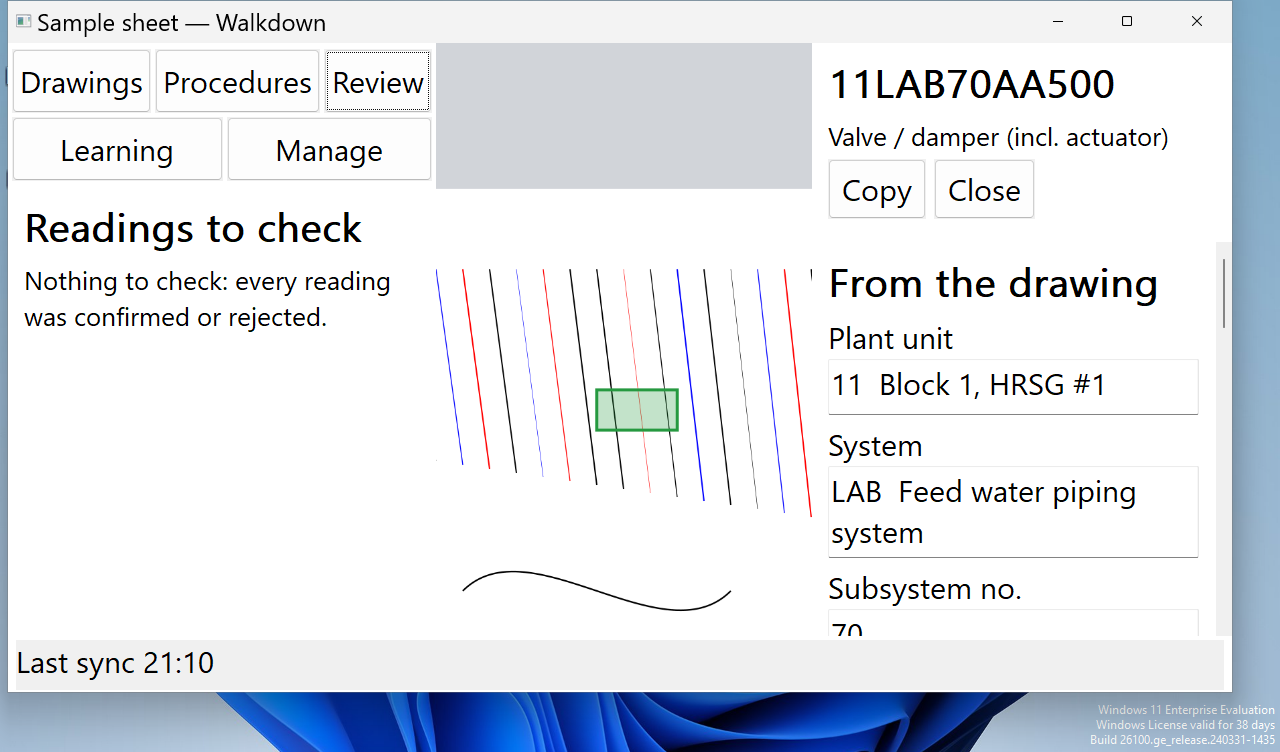 Sample sheet — Walkdown
Drawings
Procedures
Review
Learning
Manage
Readings to check
Nothing to check: every reading
was confirmed or rejected.
11LAB70AA500
Valve / damper (incl. actuator)
Copy
Close
From the drawing
Plant unit
11  Block 1, HRSG #1
System
LAB  Feed water piping
system
Subsystem no.
70
Last sync 21:10
Windows 11 Enterprise Evaluation
Windows License valid for 38 days
Build 26100.ge_release.240331-1435